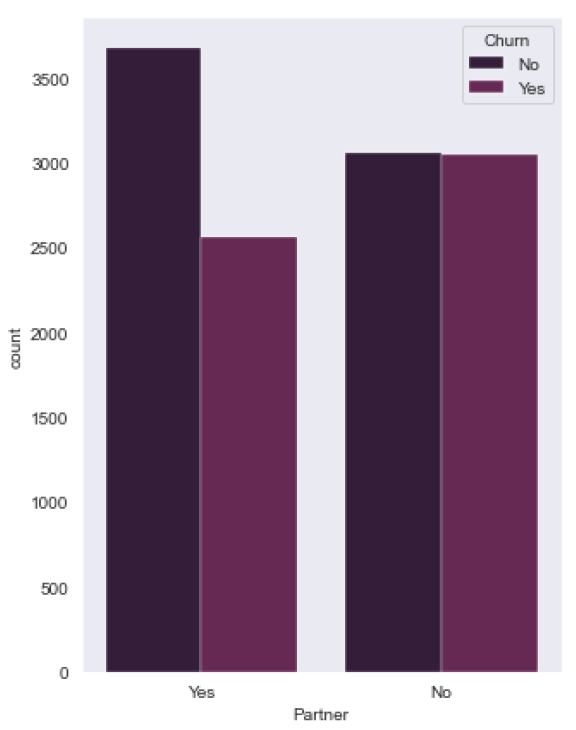 Churn
No
Yes
3500
3000
2500
2000
1500
1000
500
0
count
Yes
No
Partner